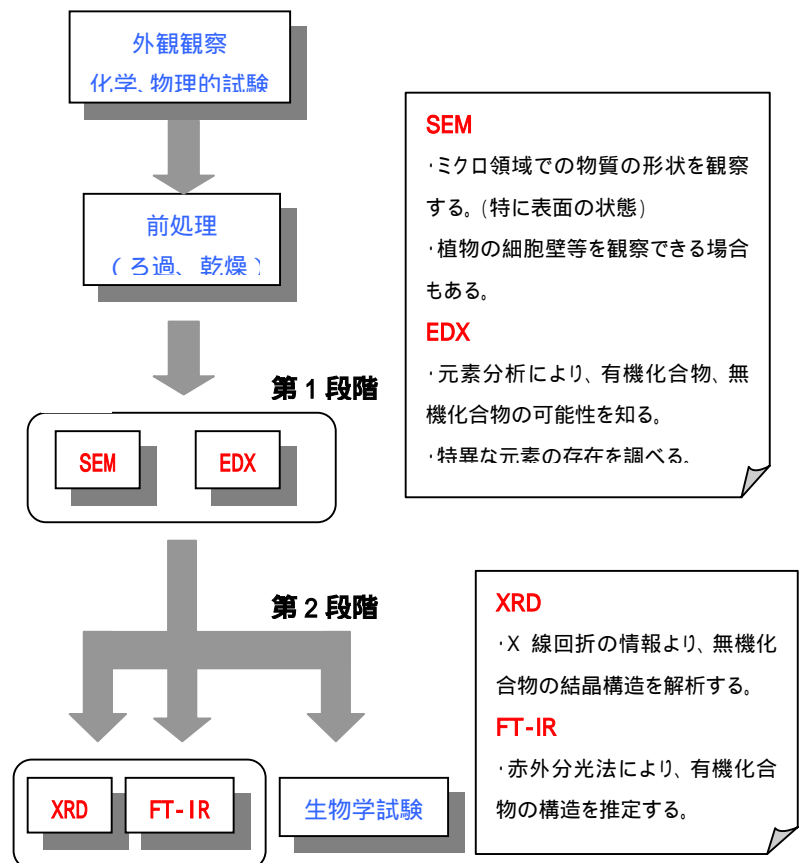 外観観察
化学、物理的試験
前処理
（ろ過、乾燥）
第１段階
SEM
EDX
SEM
・ミクロ領域での物質の形状を観察
する。(特に表面の状態)
・植物の細胞壁等を観察できる場合
もある。
EDX
・元素分析により、有機化合物、無
機化合物の可能性を知る。
・特異な元素の存在を調べる。
第２段階
XRD
FT-IR
生物学試験
XRD
・X 線回折の情報より、無機化
合物の結晶構造を解析する。
FT-IR
・赤外分光法により、有機化合
物の構造を推定する。